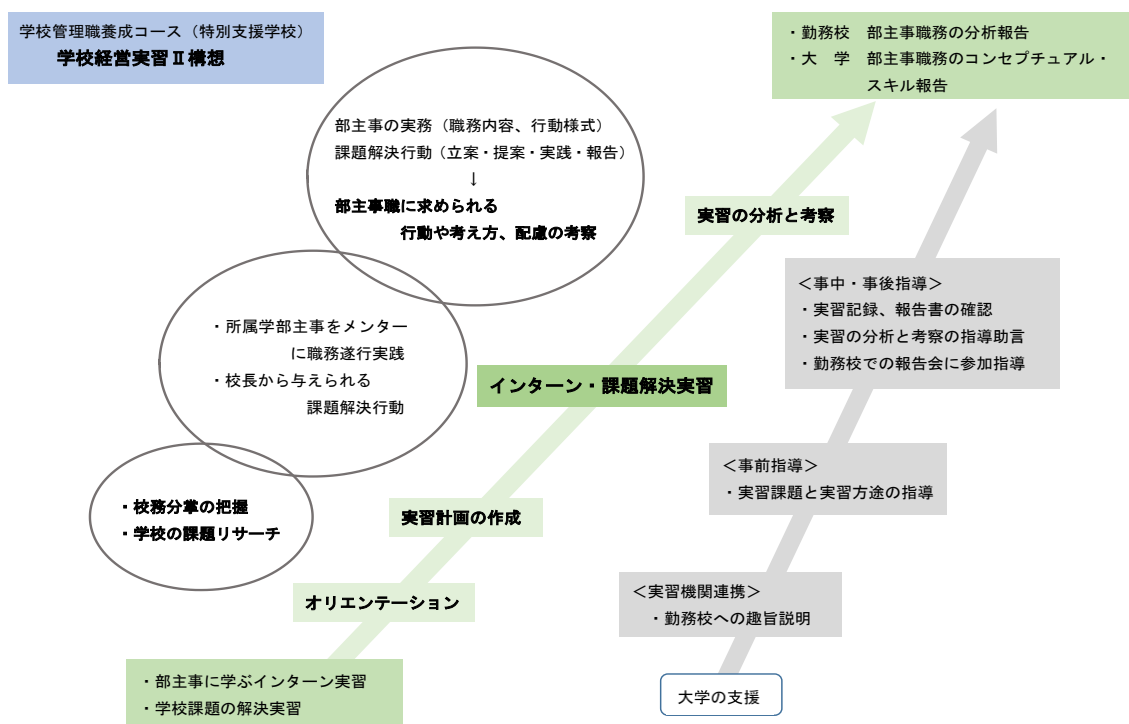 学校管理職養成コース（特別支援学校）
学校経営実習Ⅱ構想
・勤務校　部主事職務の分析報告
・大　学　部主事職務のコンセプチュアル・
スキル報告
部主事の実務（職務内容、行動様式）
課題解決行動（立案・提案・実践・報告）
↓
部主事職に求められる
行動や考え方、配慮の考察
実習の分析と考察
＜事中・事後指導＞
・実習記録、報告書の確認
・実習の分析と考察の指導助言
・勤務校での報告会に参加指導
・所属学部主事をメンター
に職務遂行実践
・校長から与えられる
課題解決行動
インターン・課題解決実習
＜事前指導＞
・実習課題と実習方途の指導
・校務分掌の把握
・学校の課題リサーチ
実習計画の作成
オリエンテーション
＜実習機関連携＞
・勤務校への趣旨説明
・部主事に学ぶインターン実習
・学校課題の解決実習
大学の支援